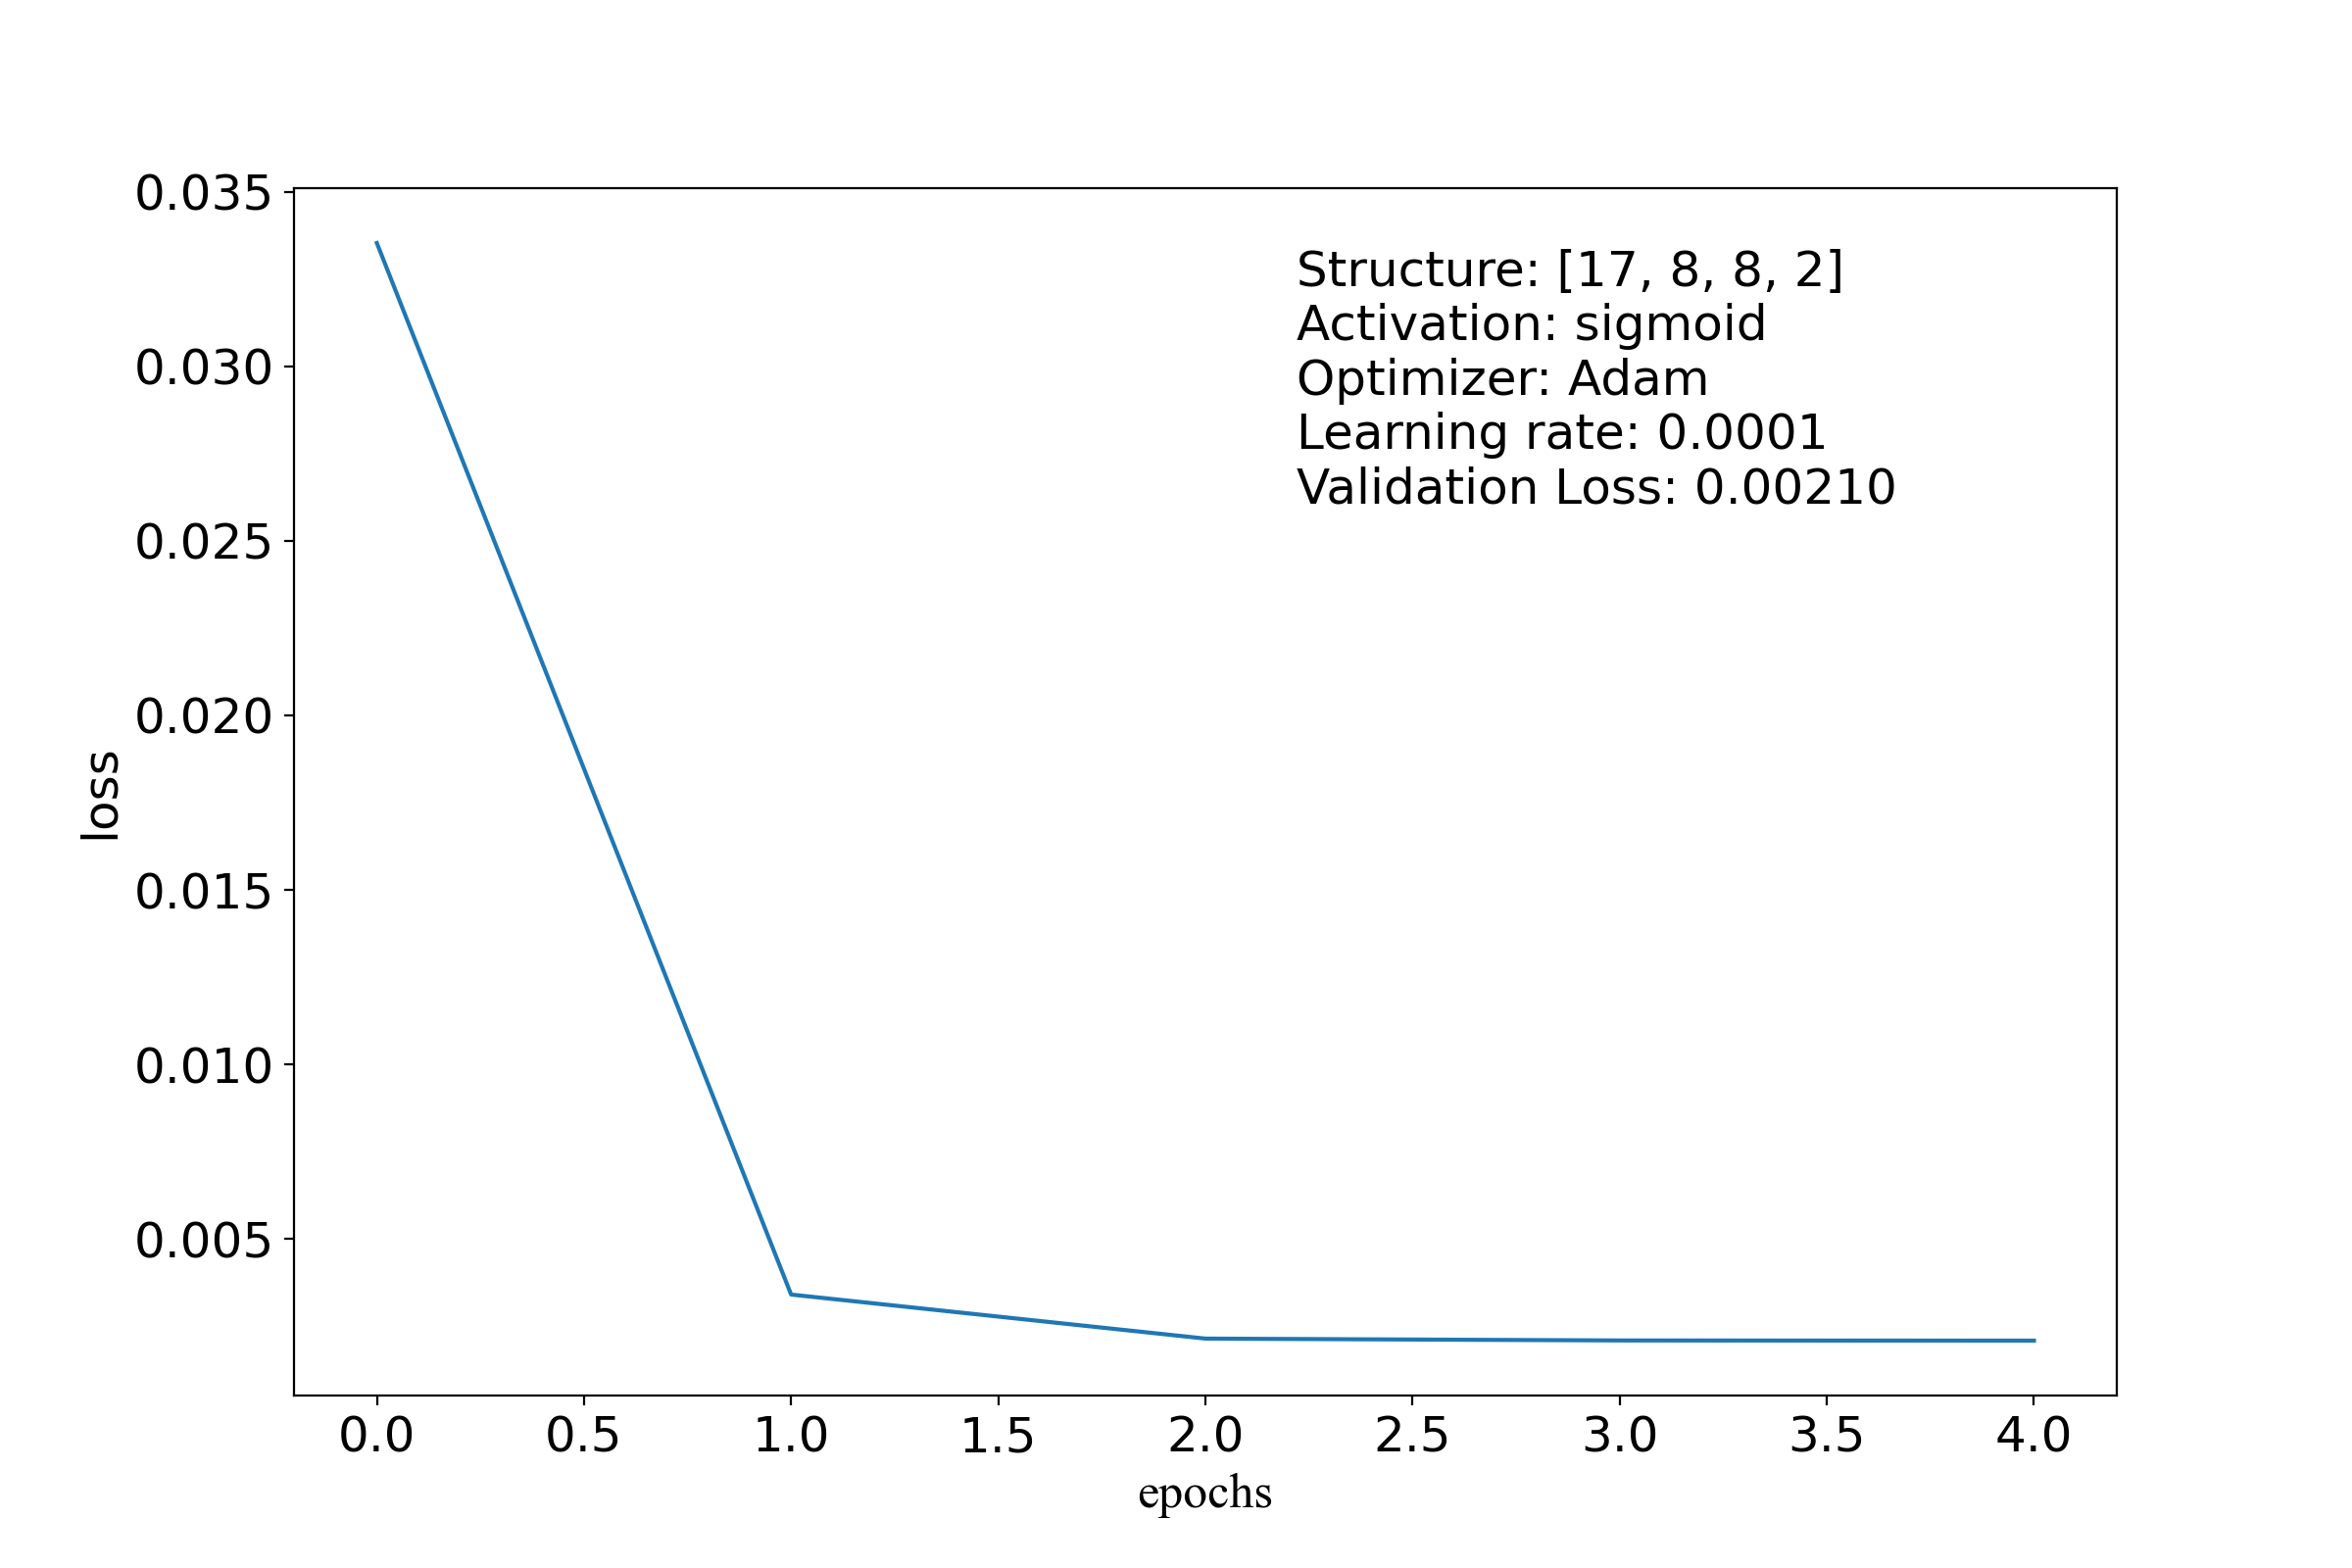 0.035
0.030
0.025
0.020
0.015
0.010
0.005
loss
Structure: [17, 8, 8, 2]
Activation: sigmoid
Optimizer: Adam
Learning rate: 0.0001
Validation Loss: 0.00210
0.0 0.5 1.0 1.5 2.0 2.5 3.0 3.5 4.0
epochs